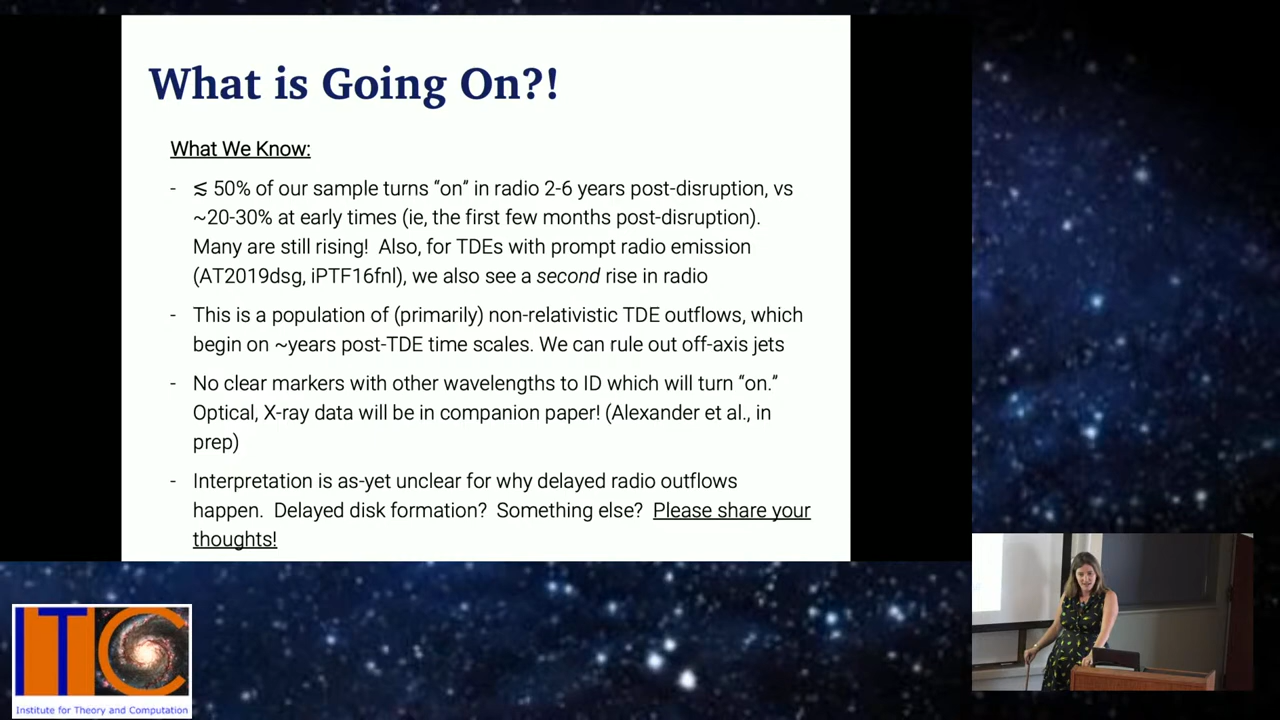 What is Going On?!
What We Know:
- ≲ 50% of our sample turns “on” in radio 2-6 years post-disruption, vs
~20-30% at early times (ie, the first few months post-disruption).
Many are still rising! Also, for TDEs with prompt radio emission
(AT2019dsg, iPTF16fnl), we also see a second rise in radio
- This is a population of (primarily) non-relativistic TDE outflows, which
begin on ~years post-TDE time scales. We can rule out off-axis jets
- No clear markers with other wavelengths to ID which will turn “on.”
Optical, X-ray data will be in companion paper! (Alexander et al., in
prep)
- Interpretation is as-yet unclear for why delayed radio outflows
happen. Delayed disk formation? Something else? Please share your
thoughts!
ITC
Institute for Theory and Computation